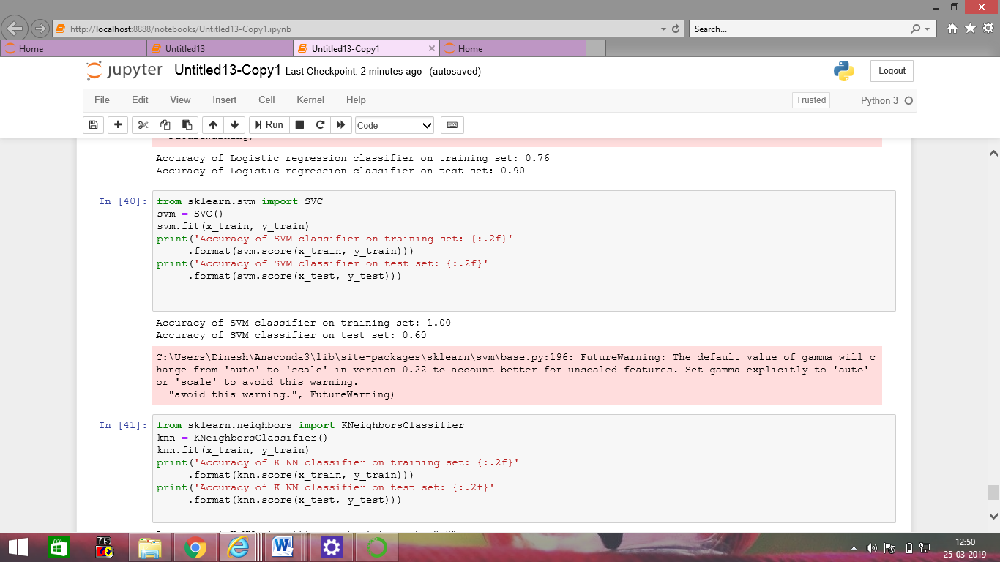 http://localhost:8888/notebooks/Untitled13-Copy1.ipynb
Search...
Home
Untitled13
Untitled13-Copy1
Home
jupyter Untitled13-Copy1 Last Checkpoint: 2 minutes ago (autosaved)
Logout
File Edit View Insert Cell Kernel Help
Trusted
Python 3
Run
Code
FutureWarning)
Accuracy of Logistic regression classifier on training set: 0.76
Accuracy of Logistic regression classifier on test set: 0.90
In [40]: from sklearn.svm import SVC
svm = SVC()
svm.fit(x_train, y_train)
print('Accuracy of SVM classifier on training set: {:.2f}'
.format(svm.score(x_train, y_train)))
print('Accuracy of SVM classifier on test set: {:.2f}'
.format(svm.score(x_test, y_test)))
Accuracy of SVM classifier on training set: 1.00
Accuracy of SVM classifier on test set: 0.60
C:\Users\Dinesh\Anaconda3\lib\site-packages\sklearn\svm\base.py:196: FutureWarning: The default value of gamma will c
hange from 'auto' to 'scale' in version 0.22 to account better for unscaled features. Set gamma explicitly to 'auto'
or 'scale' to avoid this warning.
"avoid this warning.", FutureWarning)
In [41]: from sklearn.neighbors import KNeighborsClassifier
knn = KNeighborsClassifier()
knn.fit(x_train, y_train)
print('Accuracy of K-NN classifier on training set: {:.2f}'
.format(knn.score(x_train, y_train)))
print('Accuracy of K-NN classifier on test set: {:.2f}'
.format(knn.score(x_test, y_test)))
MS
12:50
25-03-2019